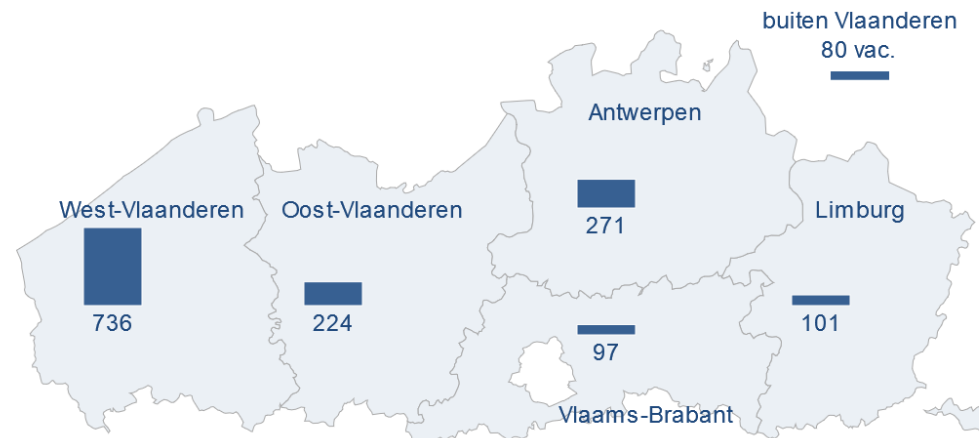 buiten Vlaanderen
80 vac.
Antwerpen
271
West-Vlaanderen
736
Oost-Vlaanderen
224
Limburg
101
97
Vlaams-Brabant